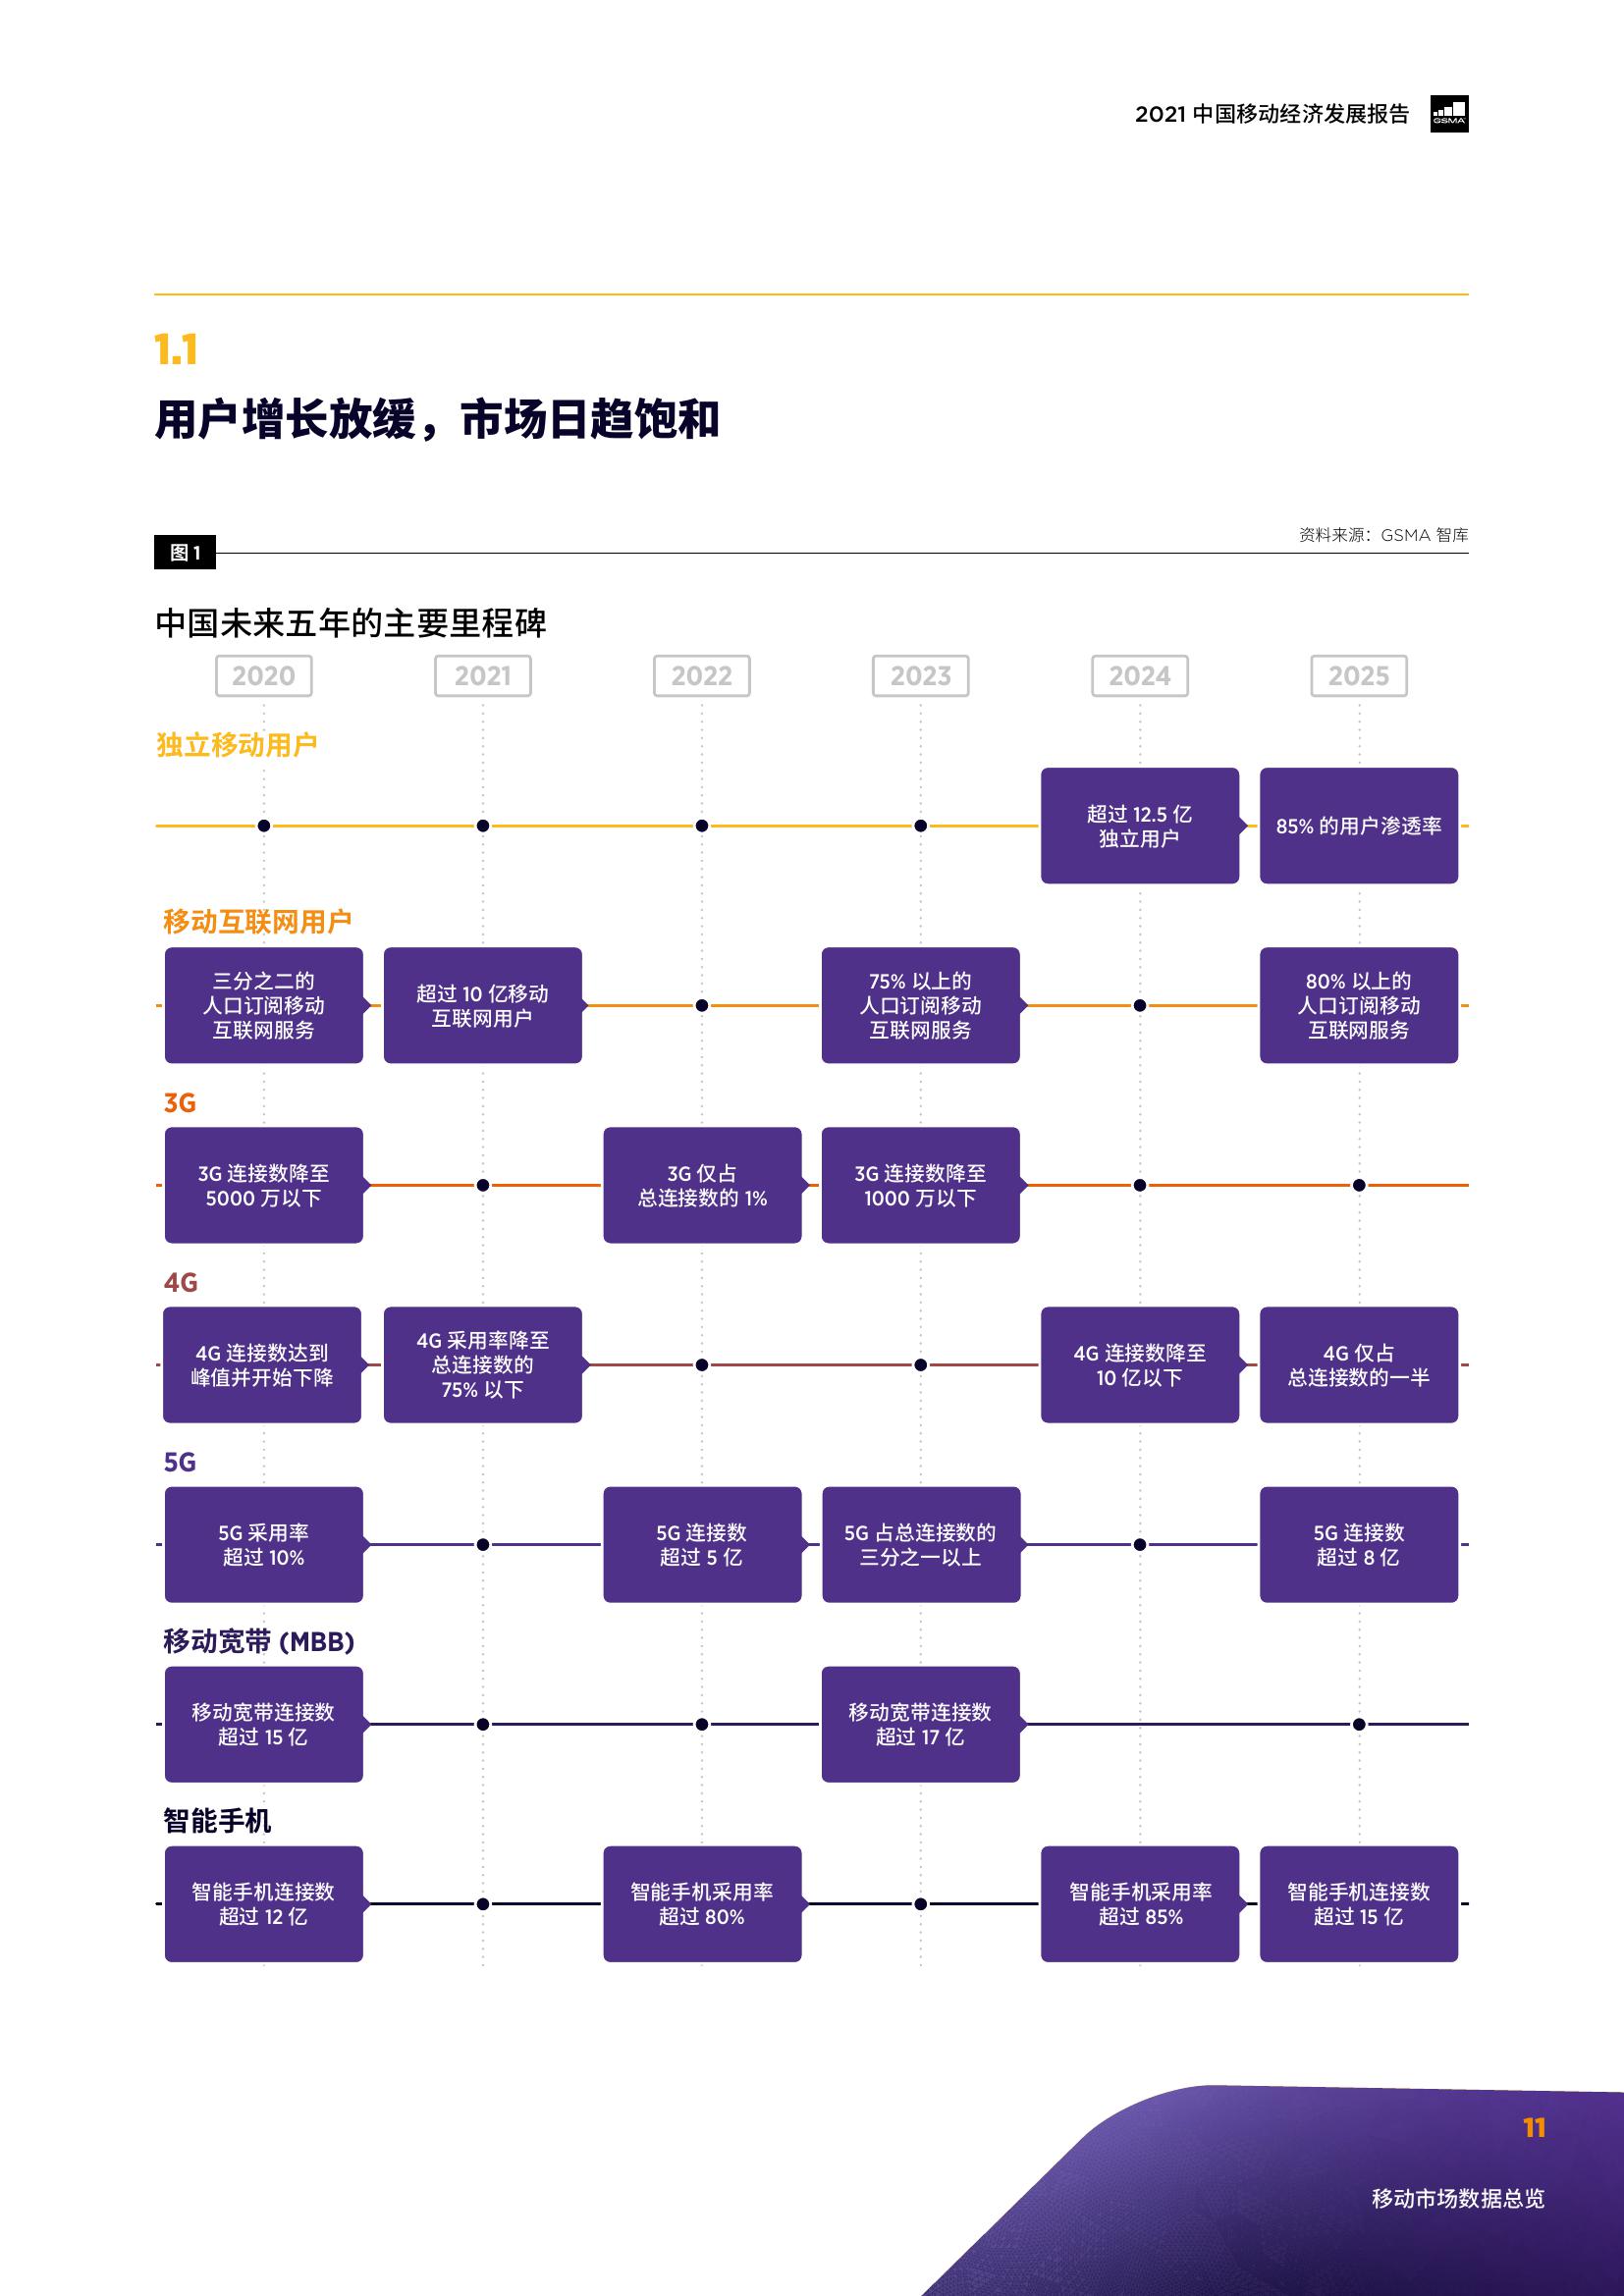 2021 中国移动经济发展报告
GSMA
1.1
用户增长放缓，市场日趋饱和
资料来源：GSMA 智库
图 1
中国未来五年的主要里程碑
2020
2021
2022
2023
2024
2025
独立移动用户
超过 12.5 亿
独立用户
85% 的用户渗透率
移动互联网用户
三分之二的
人口订阅移动
互联网服务
超过 10 亿移动
互联网用户
75% 以上的
人口订阅移动
互联网服务
80% 以上的
人口订阅移动
互联网服务
3G
3G 连接数降至
5000 万以下
3G 仅占
总连接数的 1%
3G 连接数降至
1000 万以下
4G
4G 连接数达到
峰值并开始下降
4G 采用率降至
总连接数的
75% 以下
4G 连接数降至
10 亿以下
4G 仅占
总连接数的一半
5G
5G 采用率
超过 10%
5G 连接数
超过 5 亿
5G 占总连接数的
三分之一以上
5G 连接数
超过 8 亿
移动宽带 (MBB)
移动宽带连接数
超过 15 亿
移动宽带连接数
超过 17 亿
智能手机
智能手机连接数
超过 12 亿
智能手机采用率
超过 80%
智能手机采用率
超过 85%
智能手机连接数
超过 15 亿
11
移动市场数据总览